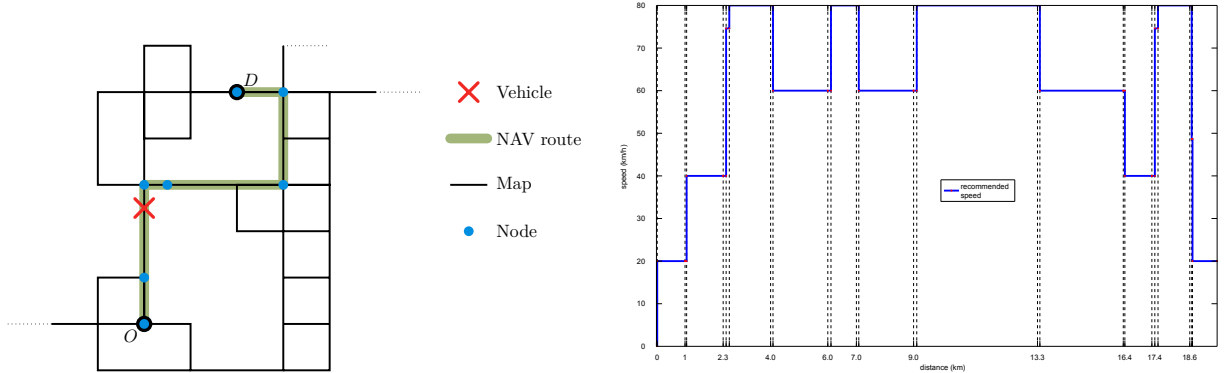 D
O
Vehicle
NAV route
Map
Node
80
70
60
50
40
30
20
10
0
speed (km/h)
recommended
speed
0 1 2.3 4.0 6.0 7.0 9.0 13.3 16.4 17.4 18.6
distance (km)